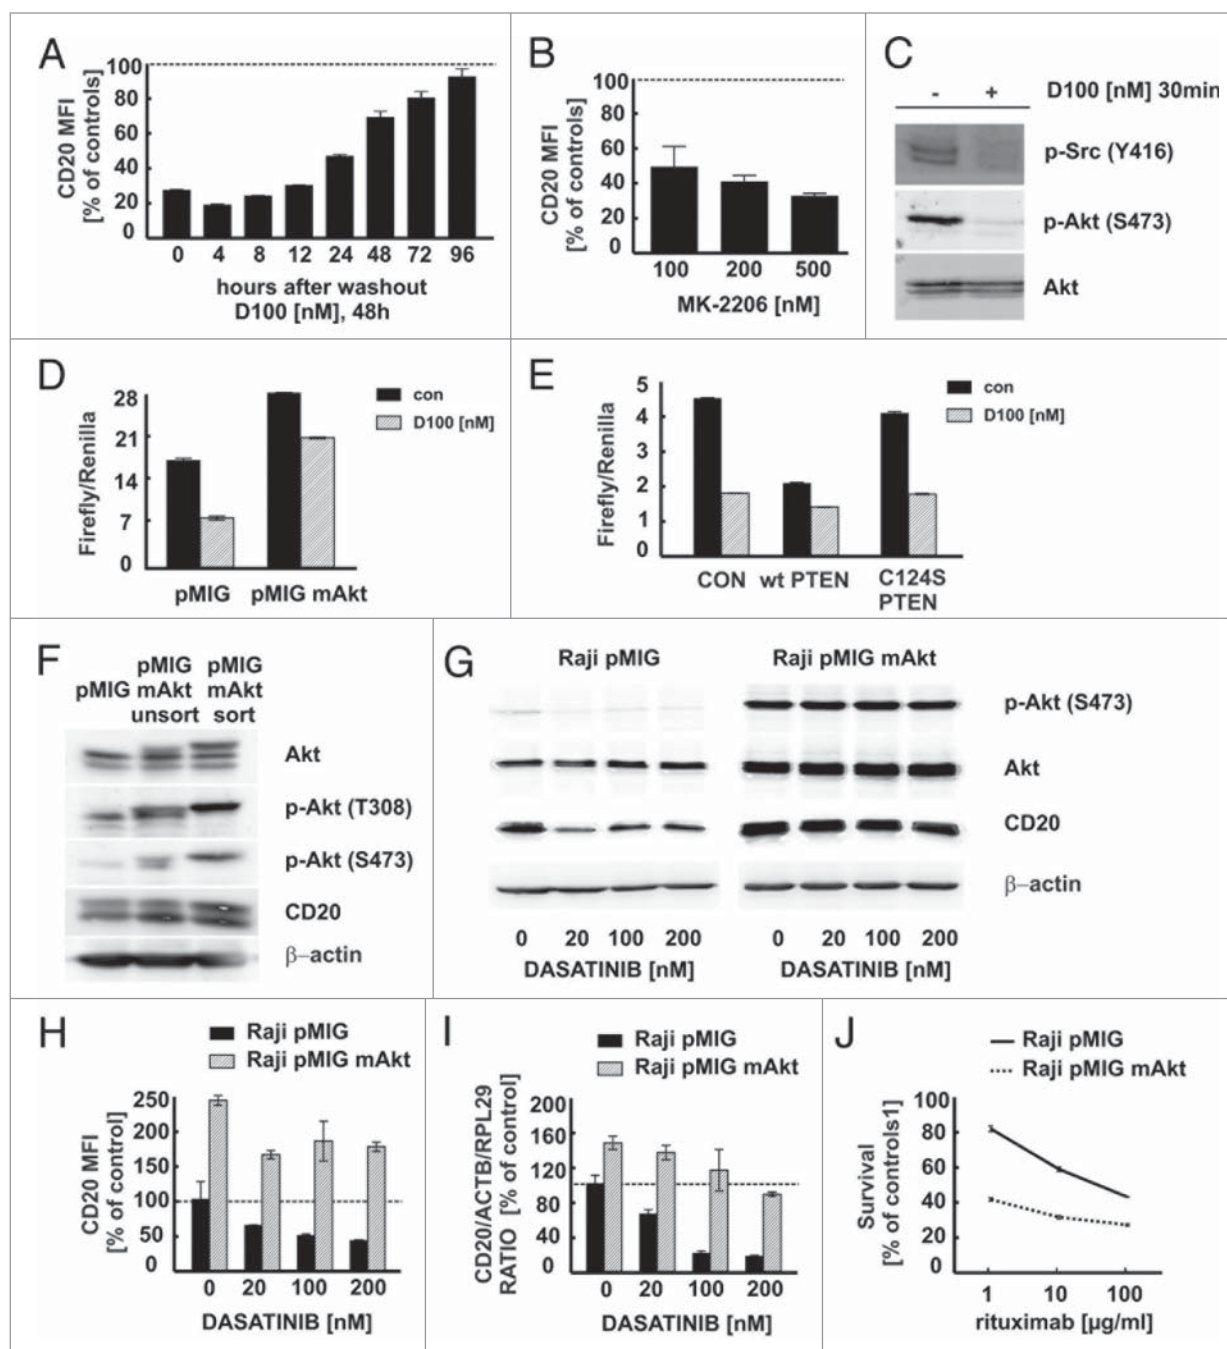 A
CD20 MFI
[% of controls]
100
80
60
40
20
0
0 4 8 12 24 48 72 96
hours after washout
D100 [nM], 48h
B
CD20 MFI
[% of controls]
100
80
60
40
20
0
100 200 500
MK-2206 [nM]
C
- + D100 [nM] 30min
p-Src (Y416)
p-Akt (S473)
Akt
D
Firefly/Renilla
28
21
14
7
0
con
D100 [nM]
pMIG pMIG mAkt
E
Firefly/Renilla
5
4
3
2
1
0
con
D100 [nM]
CON wt PTEN C124S
PTEN
F
pMIG pMIG mAkt unsort pMIG mAkt sort
Akt
p-Akt (T308)
p-Akt (S473)
CD20
β–actin
G
Raji pMIG Raji pMIG mAkt
p-Akt (S473)
Akt
CD20
β–actin
0 20 100 200 0 20 100 200
DASATINIB [nM] DASATINIB [nM]
H
Raji pMIG
Raji pMIG mAkt
CD20 MFI
[% of control]
250
200
150
100
50
0
0 20 100 200
DASATINIB [nM]
I
Raji pMIG
Raji pMIG mAkt
CD20/ACTB/RPL29
RATIO [% of control]
200
160
120
80
40
0
0 20 100 200
DASATINIB [nM]
J
Raji pMIG
Raji pMIG mAkt
Survival
[% of controls1]
100
80
60
40
20
0
1 10 100
rituximab [µg/ml]